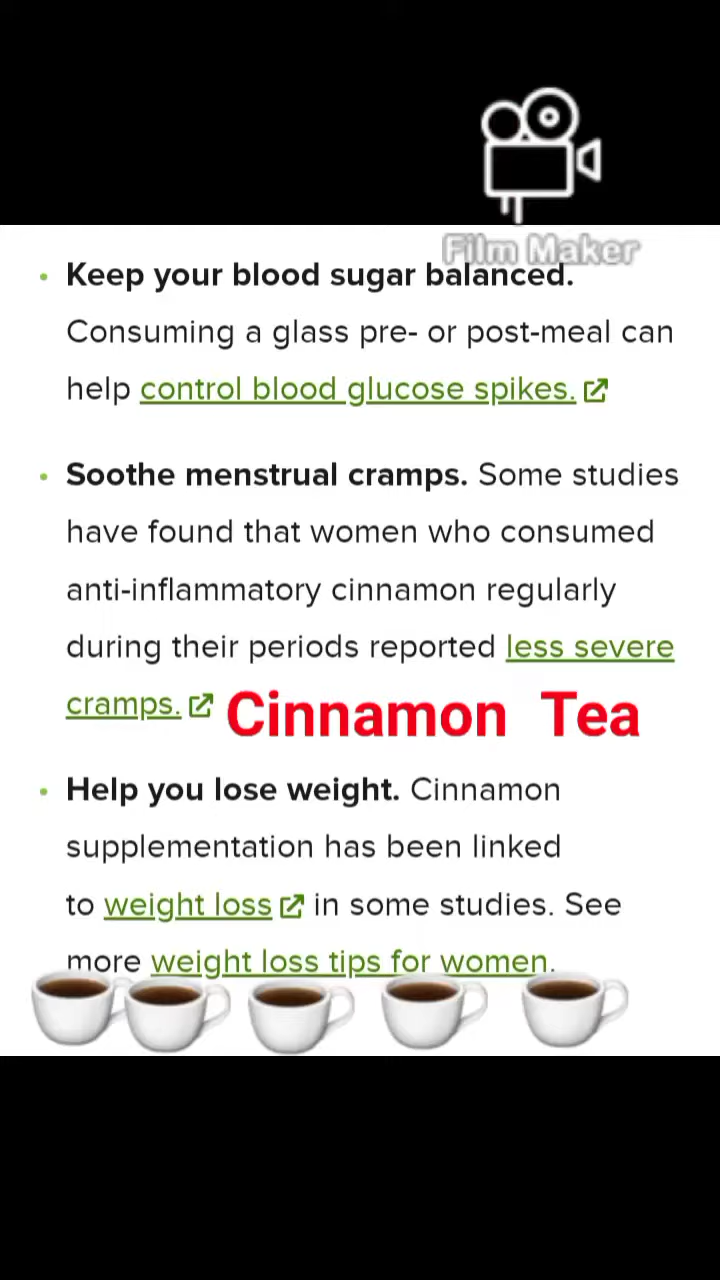 Film Maker
• Keep your blood sugar balanced.
Consuming a glass pre- or post-meal can
help control blood glucose spikes.
• Soothe menstrual cramps. Some studies
have found that women who consumed
anti-inflammatory cinnamon regularly
during their periods reported less severe
cramps.
Cinnamon Tea
• Help you lose weight. Cinnamon
supplementation has been linked
to weight loss in some studies. See
more weight loss tips for women.